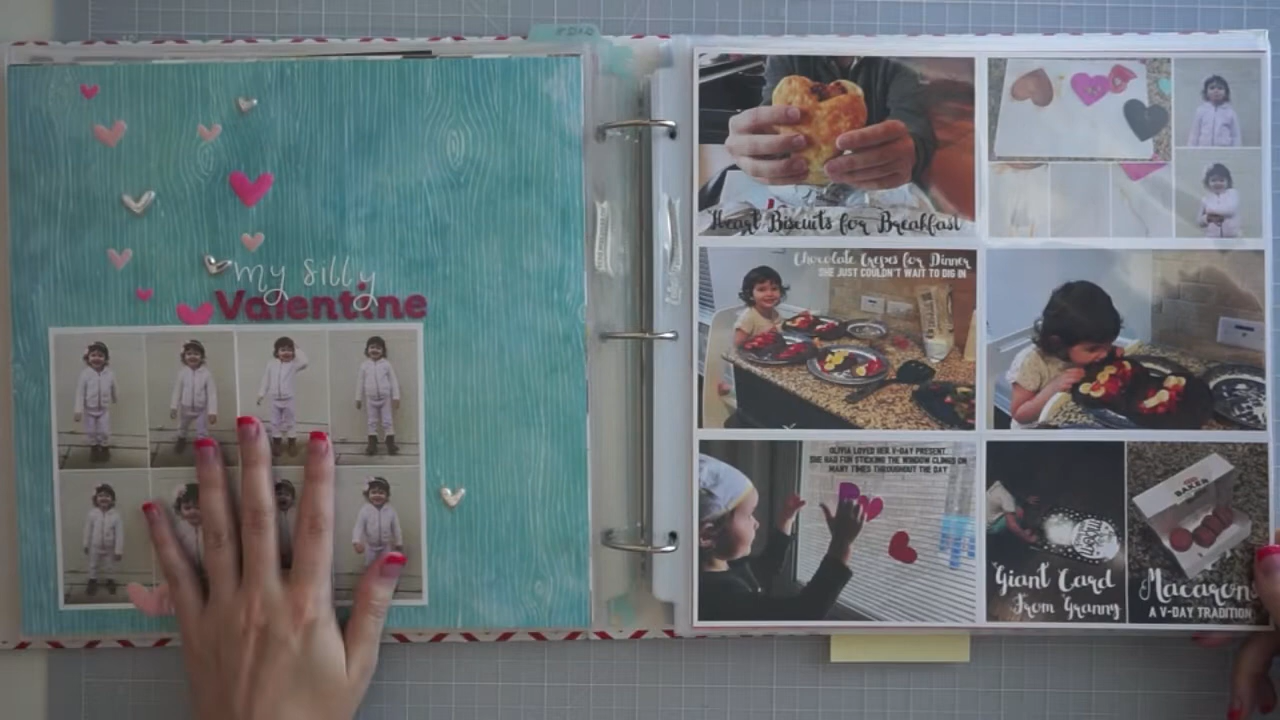 my silly
Valentine
Heart Biscuits for Breakfast
Chocolate Crepes for Dinner
SHE JUST COULDN'T WAIT TO DIG IN
OLIVIA LOVED HER V-DAY PRESENT.
SHE HAD FUN STICKING THE WINDOW CLINGS ON
MANY TIMES THROUGHOUT THE DAY
Giant Card
From Granny
BAKER
Macarons
A V-DAY TRADITION